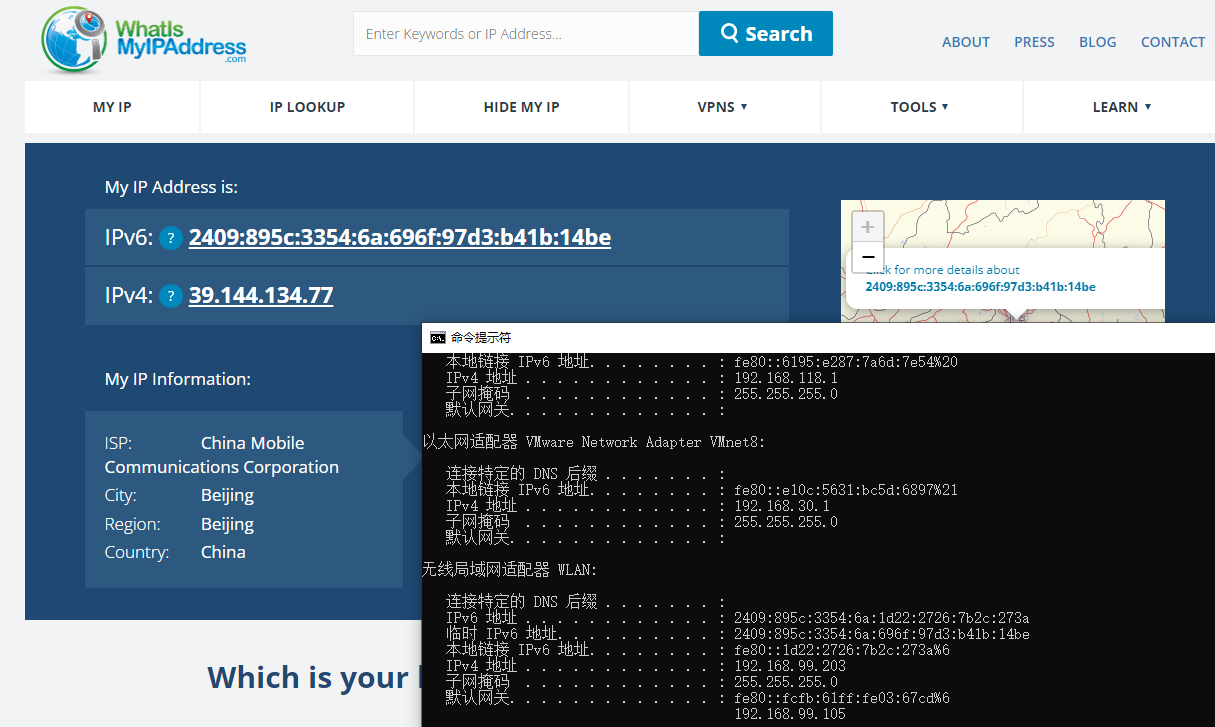 WhatIs
MyIPAddress
.com
Enter Keywords or IP Address...
Search
ABOUT PRESS BLOG CONTACT
MY IP IP LOOKUP HIDE MY IP VPNS ▼ TOOLS ▼ LEARN ▼
My IP Address is:
IPv6: ? 2409:895c:3354:6a:696f:97d3:b41b:14be
IPv4: ? 39.144.134.77
+
−
Click for more details about
2409:895c:3354:6a:696f:97d3:b41b:14be
My IP Information:
ISP: China Mobile
Communications Corporation
City: Beijing
Region: Beijing
Country: China
Which is your
命令提示符
本地链接 IPv6 地址. . . . . . . . : fe80::6195:e287:7a6d:7e54%20
IPv4 地址 . . . . . . . . . . . . : 192.168.118.1
子网掩码 . . . . . . . . . . . . : 255.255.255.0
默认网关. . . . . . . . . . . . . :
以太网适配器 VMware Network Adapter VMnet8:
连接特定的 DNS 后缀 . . . . . . . :
本地链接 IPv6 地址. . . . . . . . : fe80::e10c:5631:bc5d:6897%21
IPv4 地址 . . . . . . . . . . . . : 192.168.30.1
子网掩码 . . . . . . . . . . . . : 255.255.255.0
默认网关. . . . . . . . . . . . . :
无线局域网适配器 WLAN:
连接特定的 DNS 后缀 . . . . . . . :
IPv6 地址 . . . . . . . . . . . . : 2409:895c:3354:6a:1d22:2726:7b2c:273a
临时 IPv6 地址. . . . . . . . . . : 2409:895c:3354:6a:696f:97d3:b41b:14be
本地链接 IPv6 地址. . . . . . . . : fe80::1d22:2726:7b2c:273a%6
IPv4 地址 . . . . . . . . . . . . : 192.168.99.203
子网掩码 . . . . . . . . . . . . : 255.255.255.0
默认网关. . . . . . . . . . . . . : fe80::fcfb:61ff:fe03:67cd%6
192.168.99.105